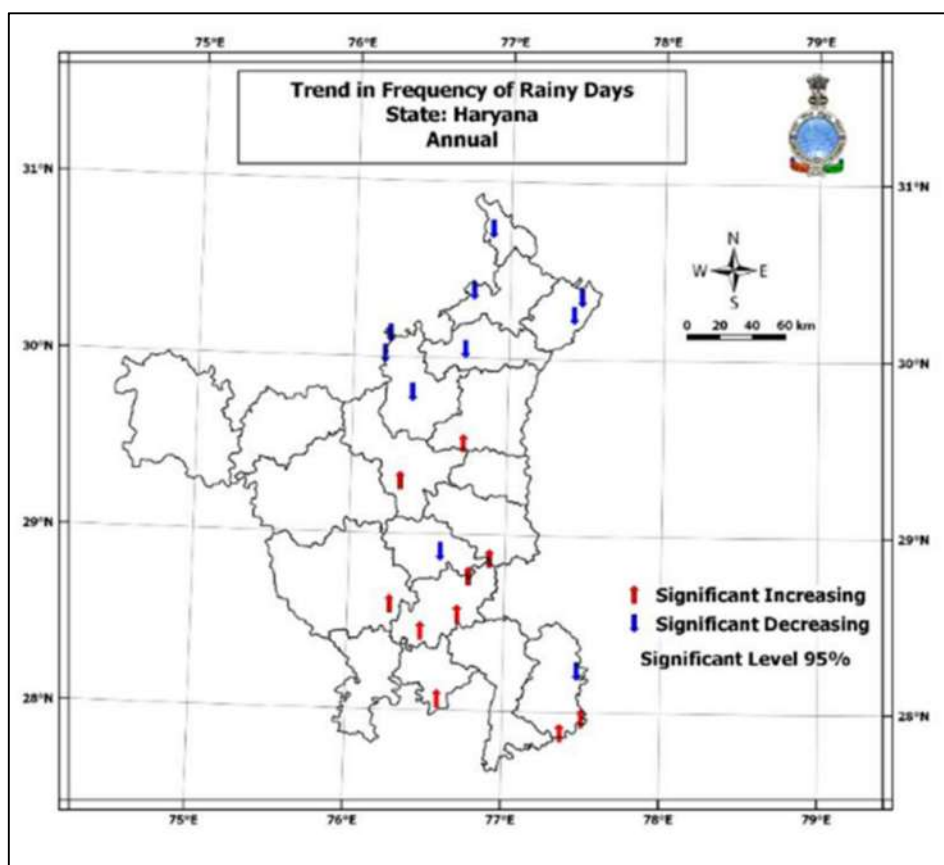 75°E 76°E 77°E 78°E 79°E
Trend in Frequency of Rainy Days
State: Haryana
Annual
31°N 31°N
N
W E
S
0 20 40 60 km
30°N 30°N
29°N 29°N
Significant Increasing
Significant Decreasing
Significant Level 95%
28°N 28°N
75°E 76°E 77°E 78°E 79°E